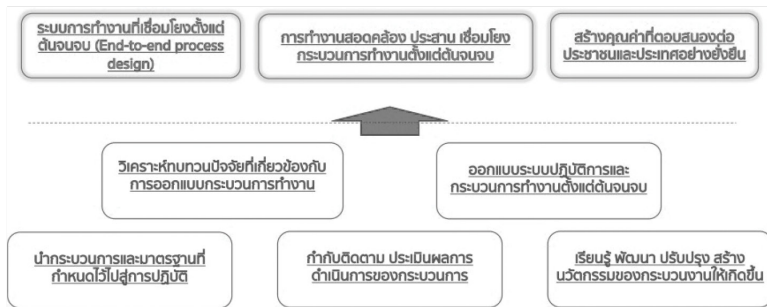 ระบบการทำงานที่เชื่อมโยงตั้งแต่
ต้นจนจบ (End-to-end process
design)
การทำงานสอดคล้อง ประสาน เชื่อมโยง
กระบวนการทำงานตั้งแต่ต้นจนจบ
สร้างคุณค่าที่ตอบสนองต่อ
ประชาชนและประเทศอย่างยั่งยืน
วิเคราะห์ทบทวนปัจจัยที่เกี่ยวข้องกับ
การออกแบบกระบวนการทำงาน
ออกแบบระบบปฏิบัติการและ
กระบวนการทำงานตั้งแต่ต้นจนจบ
นำกระบวนการและมาตรฐานที่
กำหนดไว้ไปสู่การปฏิบัติ
กำกับติดตาม ประเมินผลการ
ดำเนินการของกระบวนการ
เรียนรู้ พัฒนา ปรับปรุง สร้าง
นวัตกรรมของกระบวนงานให้เกิดขึ้น